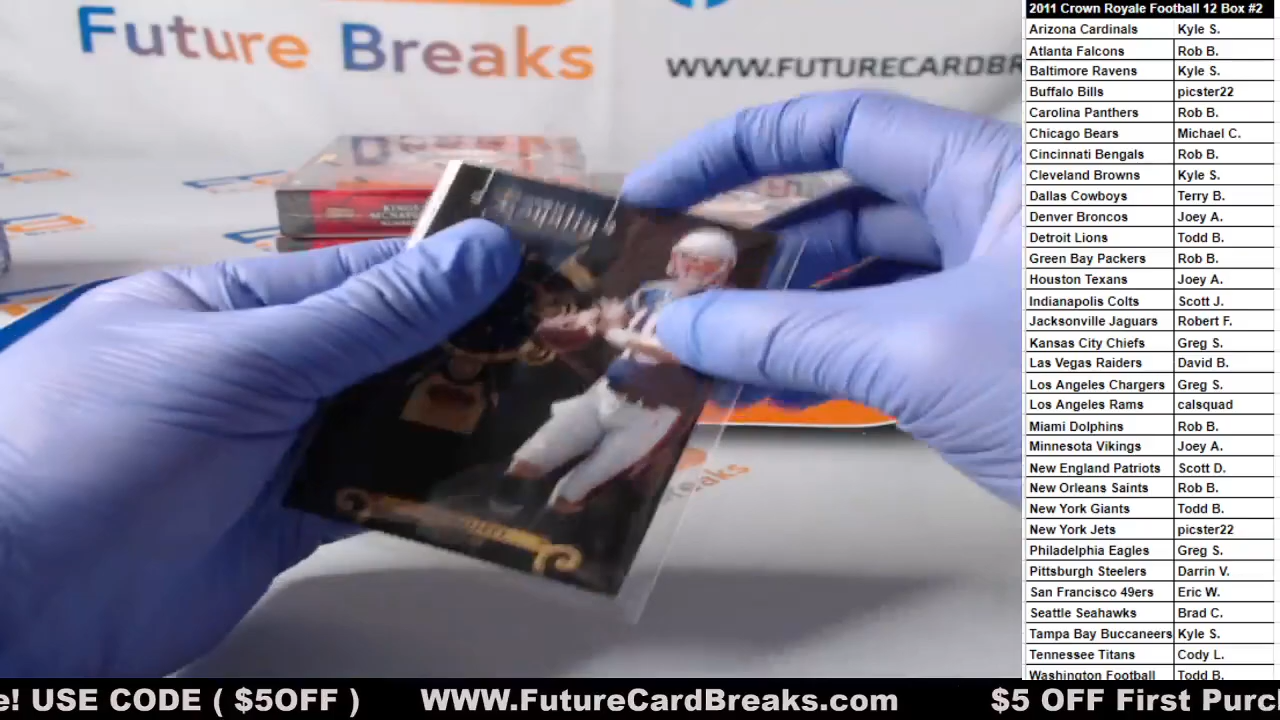 Future Breaks
WWW.FUTURECARDBR
2011 Crown Royale Football 12 Box #2
Arizona Cardinals Kyle S.
Atlanta Falcons Rob B.
Baltimore Ravens Kyle S.
Buffalo Bills picster22
Carolina Panthers Rob B.
Chicago Bears Michael C.
Cincinnati Bengals Rob B.
Cleveland Browns Kyle S.
Dallas Cowboys Terry B.
Denver Broncos Joey A.
Detroit Lions Todd B.
Green Bay Packers Rob B.
Houston Texans Joey A.
Indianapolis Colts Scott J.
Jacksonville Jaguars Robert F.
Kansas City Chiefs Greg S.
Las Vegas Raiders David B.
Los Angeles Chargers Greg S.
Los Angeles Rams calsquad
Miami Dolphins Rob B.
Minnesota Vikings Joey A.
New England Patriots Scott D.
New Orleans Saints Rob B.
New York Giants Todd B.
New York Jets picster22
Philadelphia Eagles Greg S.
Pittsburgh Steelers Darrin V.
San Francisco 49ers Eric W.
Seattle Seahawks Brad C.
Tampa Bay Buccaneers Kyle S.
Tennessee Titans Cody L.
Washington Football Todd B.
e! USE CODE ( $5OFF ) WWW.FutureCardBreaks.com $5 OFF First Purc